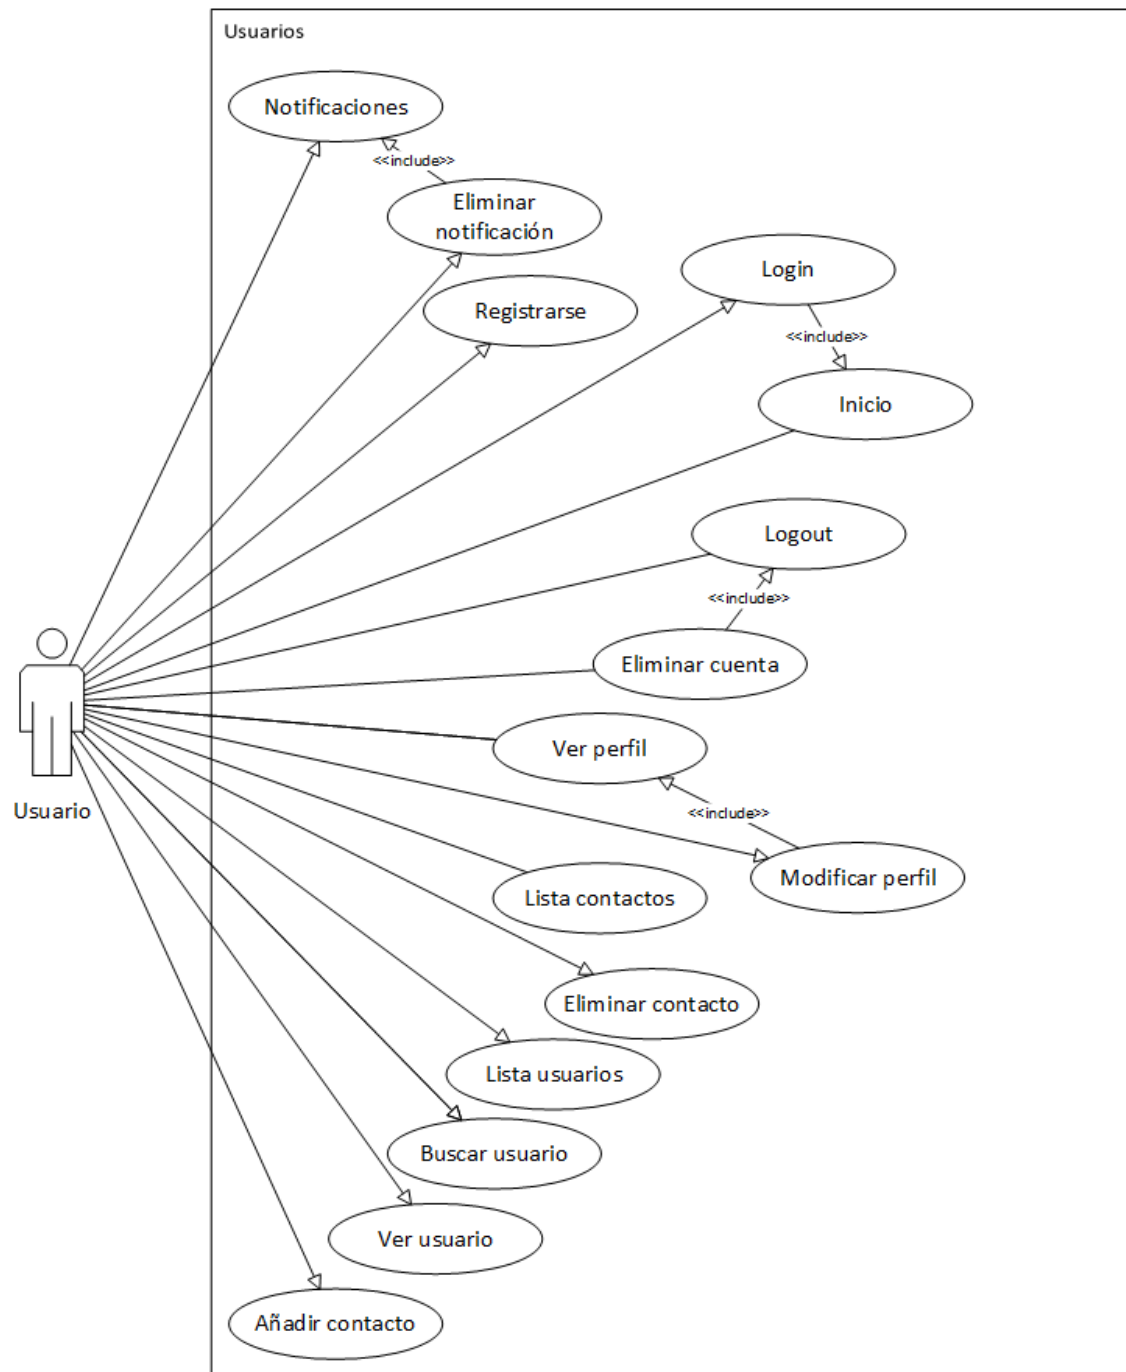 Usuarios
Notificaciones
<<include>>
Eliminar
notificación
Login
Registrarse
<<include>>
Inicio
Logout
<<include>>
Eliminar cuenta
Ver perfil
<<include>>
Usuario
Modificar perfil
Lista contactos
Eliminar contacto
Lista usuarios
Buscar usuario
Ver usuario
Añadir contacto